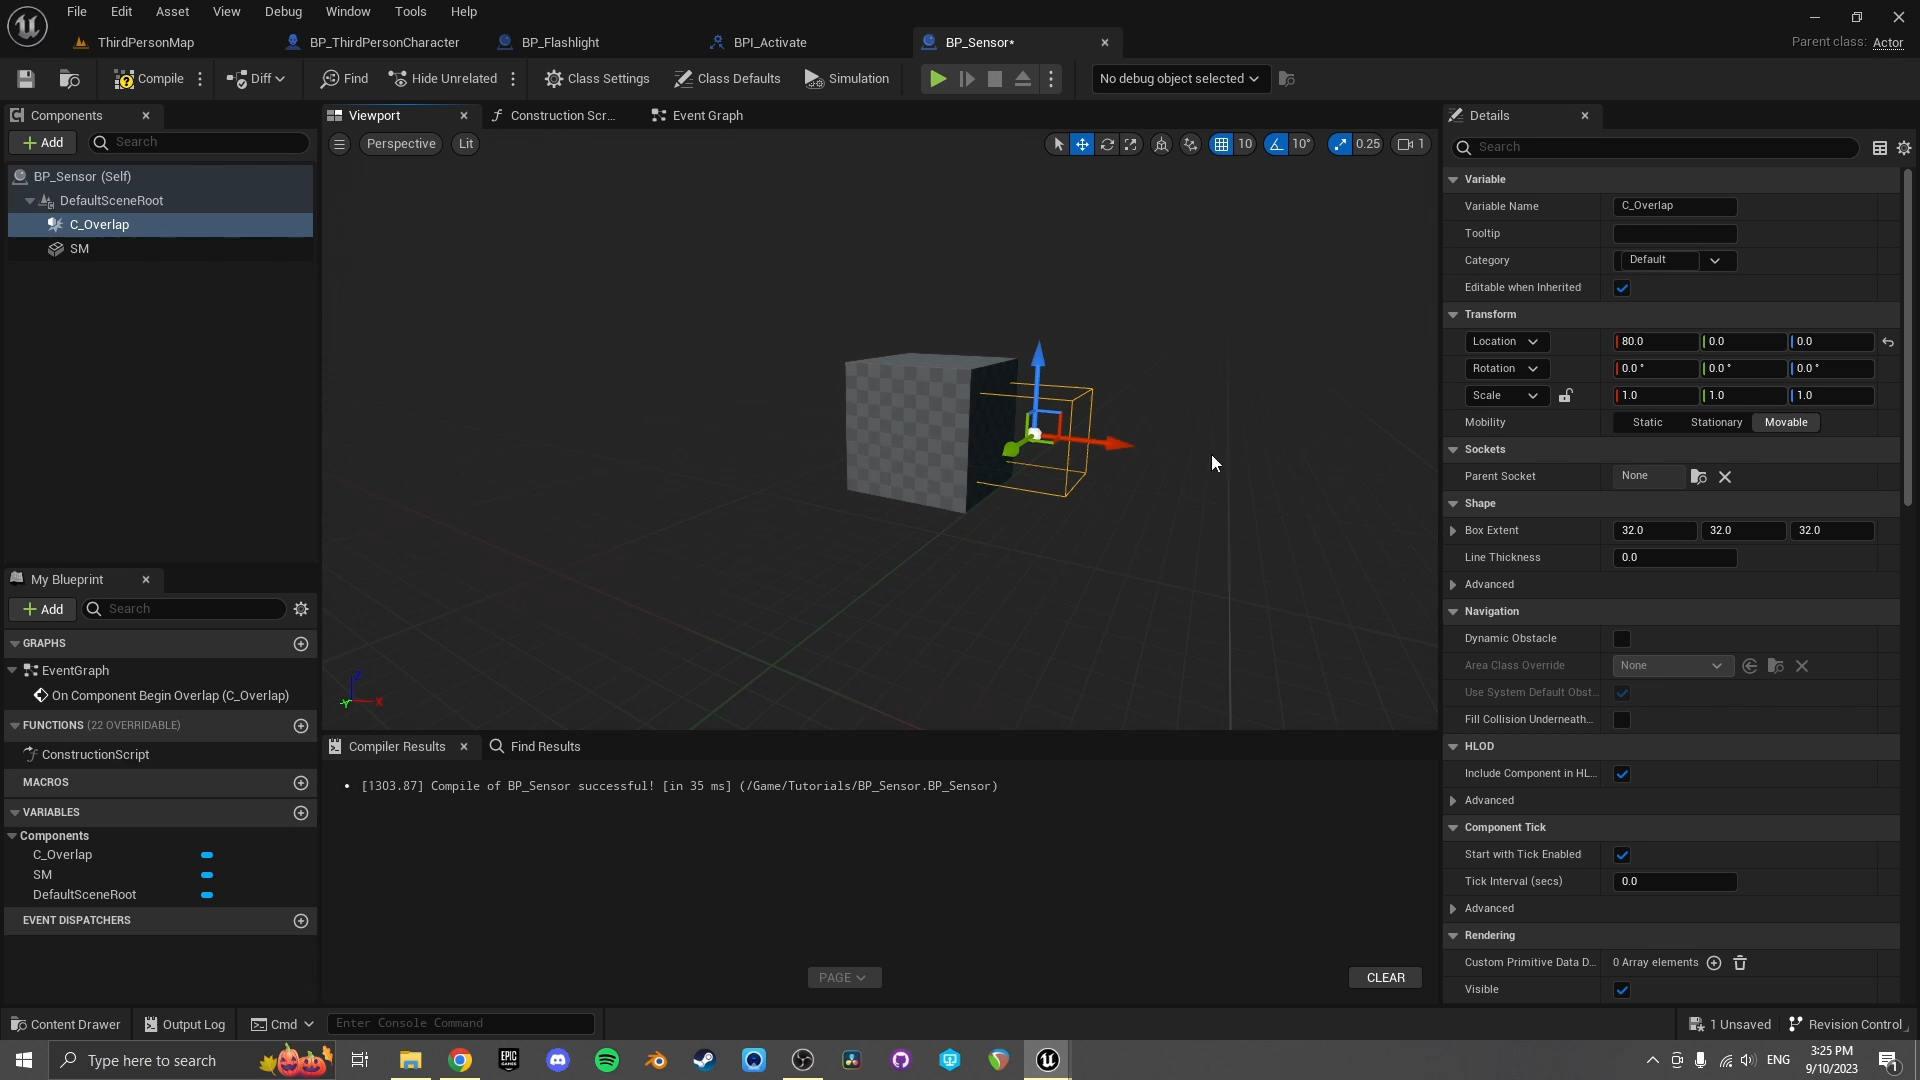 File Edit Asset View Debug Window Tools Help
ThirdPersonMap BP_ThirdPersonCharacter BP_Flashlight BPI_Activate BP_Sensor*
Parent class: Actor
Compile Diff Find Hide Unrelated Class Settings Class Defaults Simulation No debug object selected
Components
Add Search
BP_Sensor (Self)
DefaultSceneRoot
C_Overlap
SM
My Blueprint
Add Search
GRAPHS
EventGraph
On Component Begin Overlap (C_Overlap)
FUNCTIONS (22 OVERRIDABLE)
ConstructionScript
MACROS
VARIABLES
Components
C_Overlap
SM
DefaultSceneRoot
EVENT DISPATCHERS
Viewport Construction Scr... Event Graph
Perspective Lit 10 10° 0.25 1
Z
Y X
Compiler Results Find Results
• [1303.87] Compile of BP_Sensor successful! [in 35 ms] (/Game/Tutorials/BP_Sensor.BP_Sensor)
PAGE CLEAR
Details
Search
Variable
Variable Name C_Overlap
Tooltip
Category Default
Editable when Inherited
Transform
Location 80.0 0.0 0.0
Rotation 0.0 ° 0.0 ° 0.0 °
Scale 1.0 1.0 1.0
Mobility Static Stationary Movable
Sockets
Parent Socket None
Shape
Box Extent 32.0 32.0 32.0
Line Thickness 0.0
Advanced
Navigation
Dynamic Obstacle
Area Class Override None
Use System Default Obst...
Fill Collision Underneath...
HLOD
Include Component in HL...
Advanced
Component Tick
Start with Tick Enabled
Tick Interval (secs) 0.0
Advanced
Rendering
Custom Primitive Data D... 0 Array elements
Visible
Content Drawer Output Log Cmd Enter Console Command 1 Unsaved Revision Control
Type here to search EPIC GAMES ENG 3:25 PM
9/10/2023 1